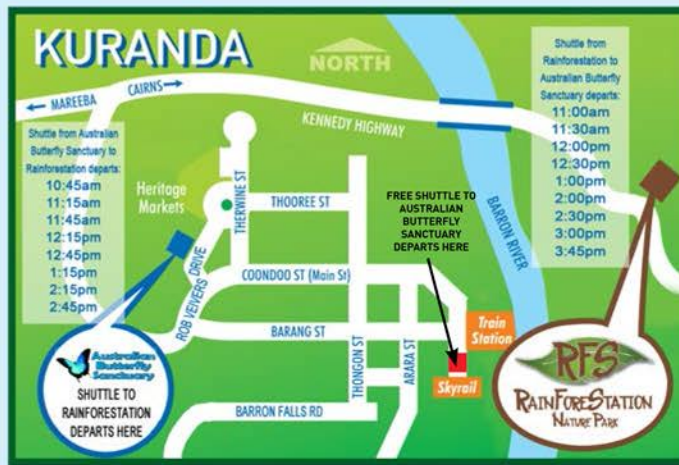 KURANDA
NORTH
MAREEBA
CAIRNS
KENNEDY HIGHWAY
Shuttle from
Rainforestation to
Australian Butterfly
Sanctuary departs:
11:00am
11:30am
12:00pm
12:30pm
1:00pm
2:00pm
2:30pm
3:00pm
3:45pm
Shuttle from Australian
Butterfly Sanctuary to
Rainforestation departs:
10:45am
11:15am
11:45am
12:15pm
12:45pm
1:15pm
2:15pm
2:45pm
Heritage
Markets
THERWINE ST
THOOREE ST
FREE SHUTTLE TO
AUSTRALIAN
BUTTERFLY
SANCTUARY
DEPARTS HERE
BARRON RIVER
ROB VEIVERS DRIVE
COONDOO ST (Main St)
BARANG ST
THONGON ST
ARARA ST
Train
Station
Skyrail
BARRON FALLS RD
Australian
Butterfly
Sanctuary
SHUTTLE TO
RAINFORESTATION
DEPARTS HERE
RFS
RAINFORESTATION
NATURE PARK